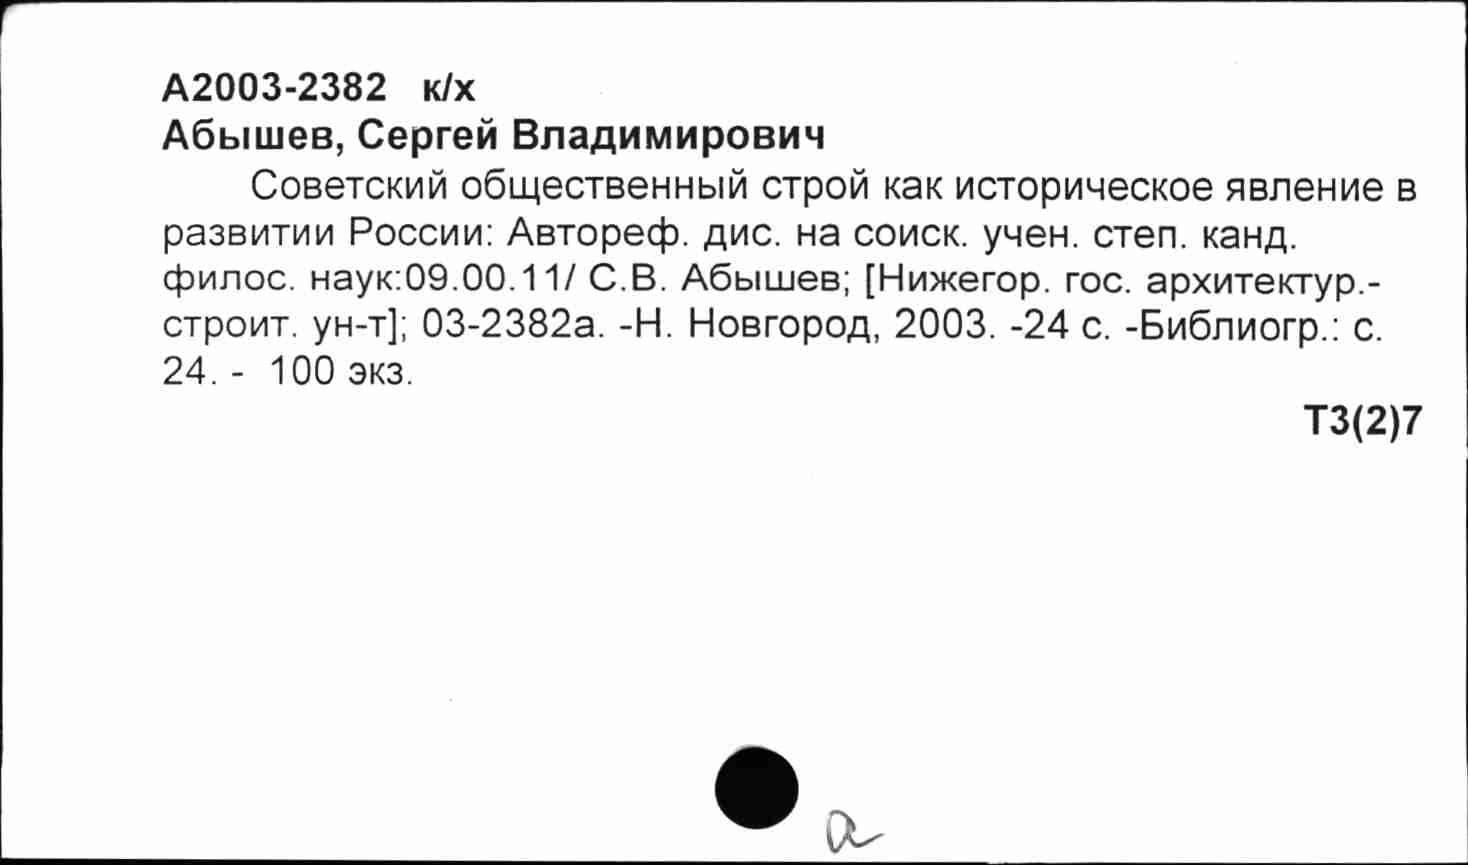 А2003-2382 к/х
Абышев, Сергей Владимирович
Советский общественный строй как историческое явление в
развитии России: Автореф. дис. на соиск. учен. степ. канд.
филос. наук:09.00.11/ С.В. Абышев; [Нижегор. гос. архитектур.-
строит. ун-т]; 03-2382а. -Н. Новгород, 2003. -24 с. -Библиогр.: с.
24. - 100 экз.
Т3(2)7
а